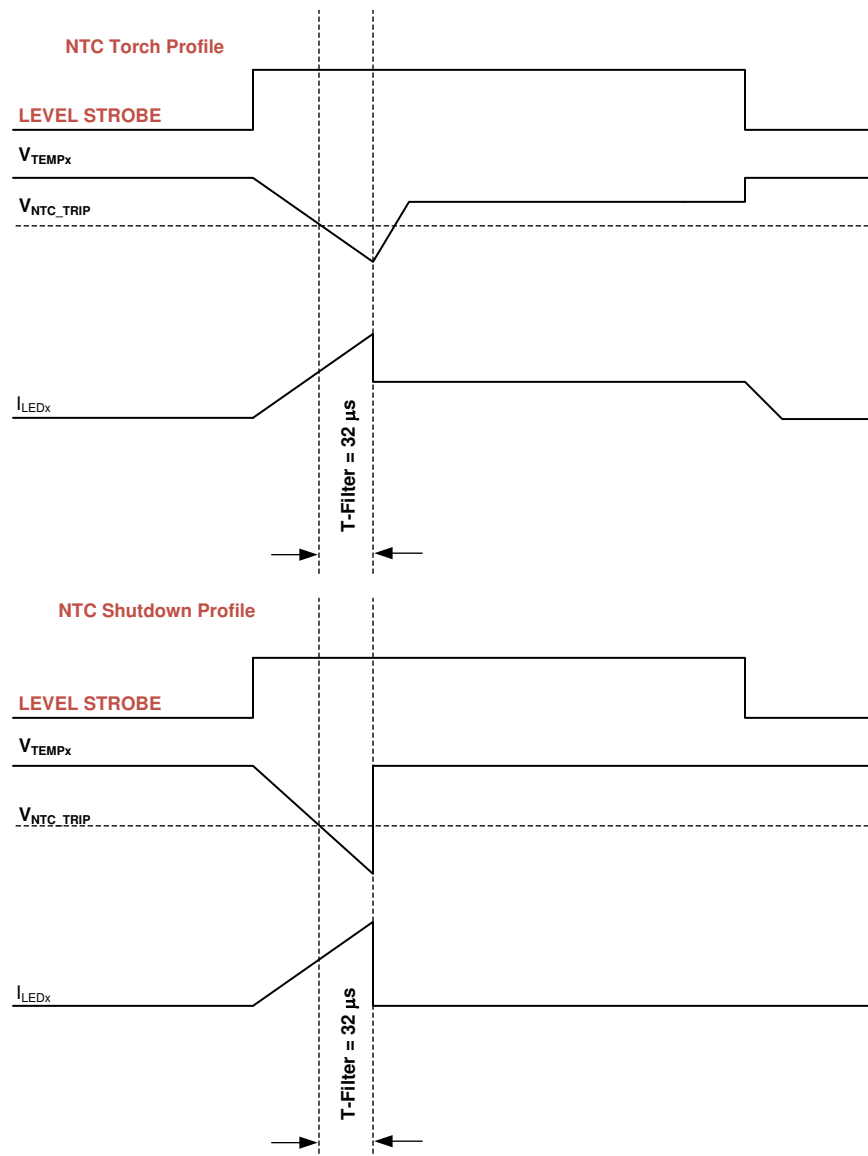 NTC Torch Profile
LEVEL STROBE
VTEMPx
VNTC_TRIP
ILEDx
T-Filter = 32 µs
NTC Shutdown Profile
LEVEL STROBE
VTEMPx
VNTC_TRIP
ILEDx
T-Filter = 32 µs